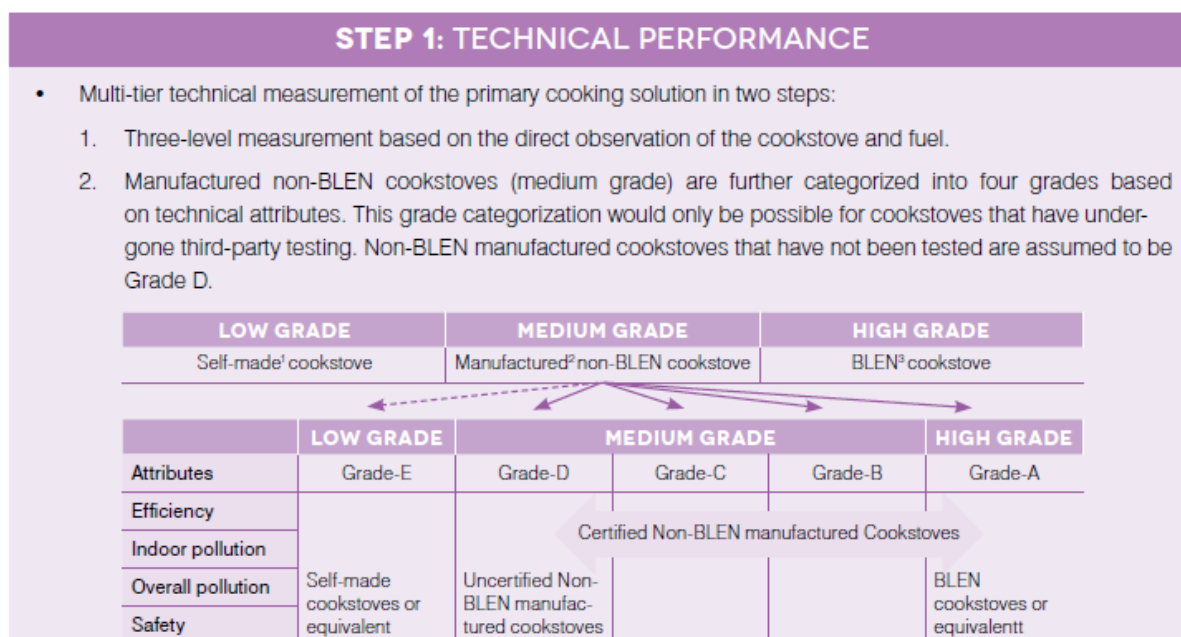 STEP 1: TECHNICAL PERFORMANCE
• Multi-tier technical measurement of the primary cooking solution in two steps:
1. Three-level measurement based on the direct observation of the cookstove and fuel.
2. Manufactured non-BLEN cookstoves (medium grade) are further categorized into four grades based
on technical attributes. This grade categorization would only be possible for cookstoves that have under-
gone third-party testing. Non-BLEN manufactured cookstoves that have not been tested are assumed to be
Grade D.
LOW GRADE MEDIUM GRADE HIGH GRADE
Self-made¹ cookstove Manufactured² non-BLEN cookstove BLEN³ cookstove
LOW GRADE MEDIUM GRADE HIGH GRADE
Attributes Grade-E Grade-D Grade-C Grade-B Grade-A
Efficiency
Certified Non-BLEN manufactured Cookstoves
Indoor pollution
Overall pollution Self-made Uncertified Non- BLEN
cookstoves or BLEN manufac- cookstoves or
Safety equivalent tured cookstoves equivalentt